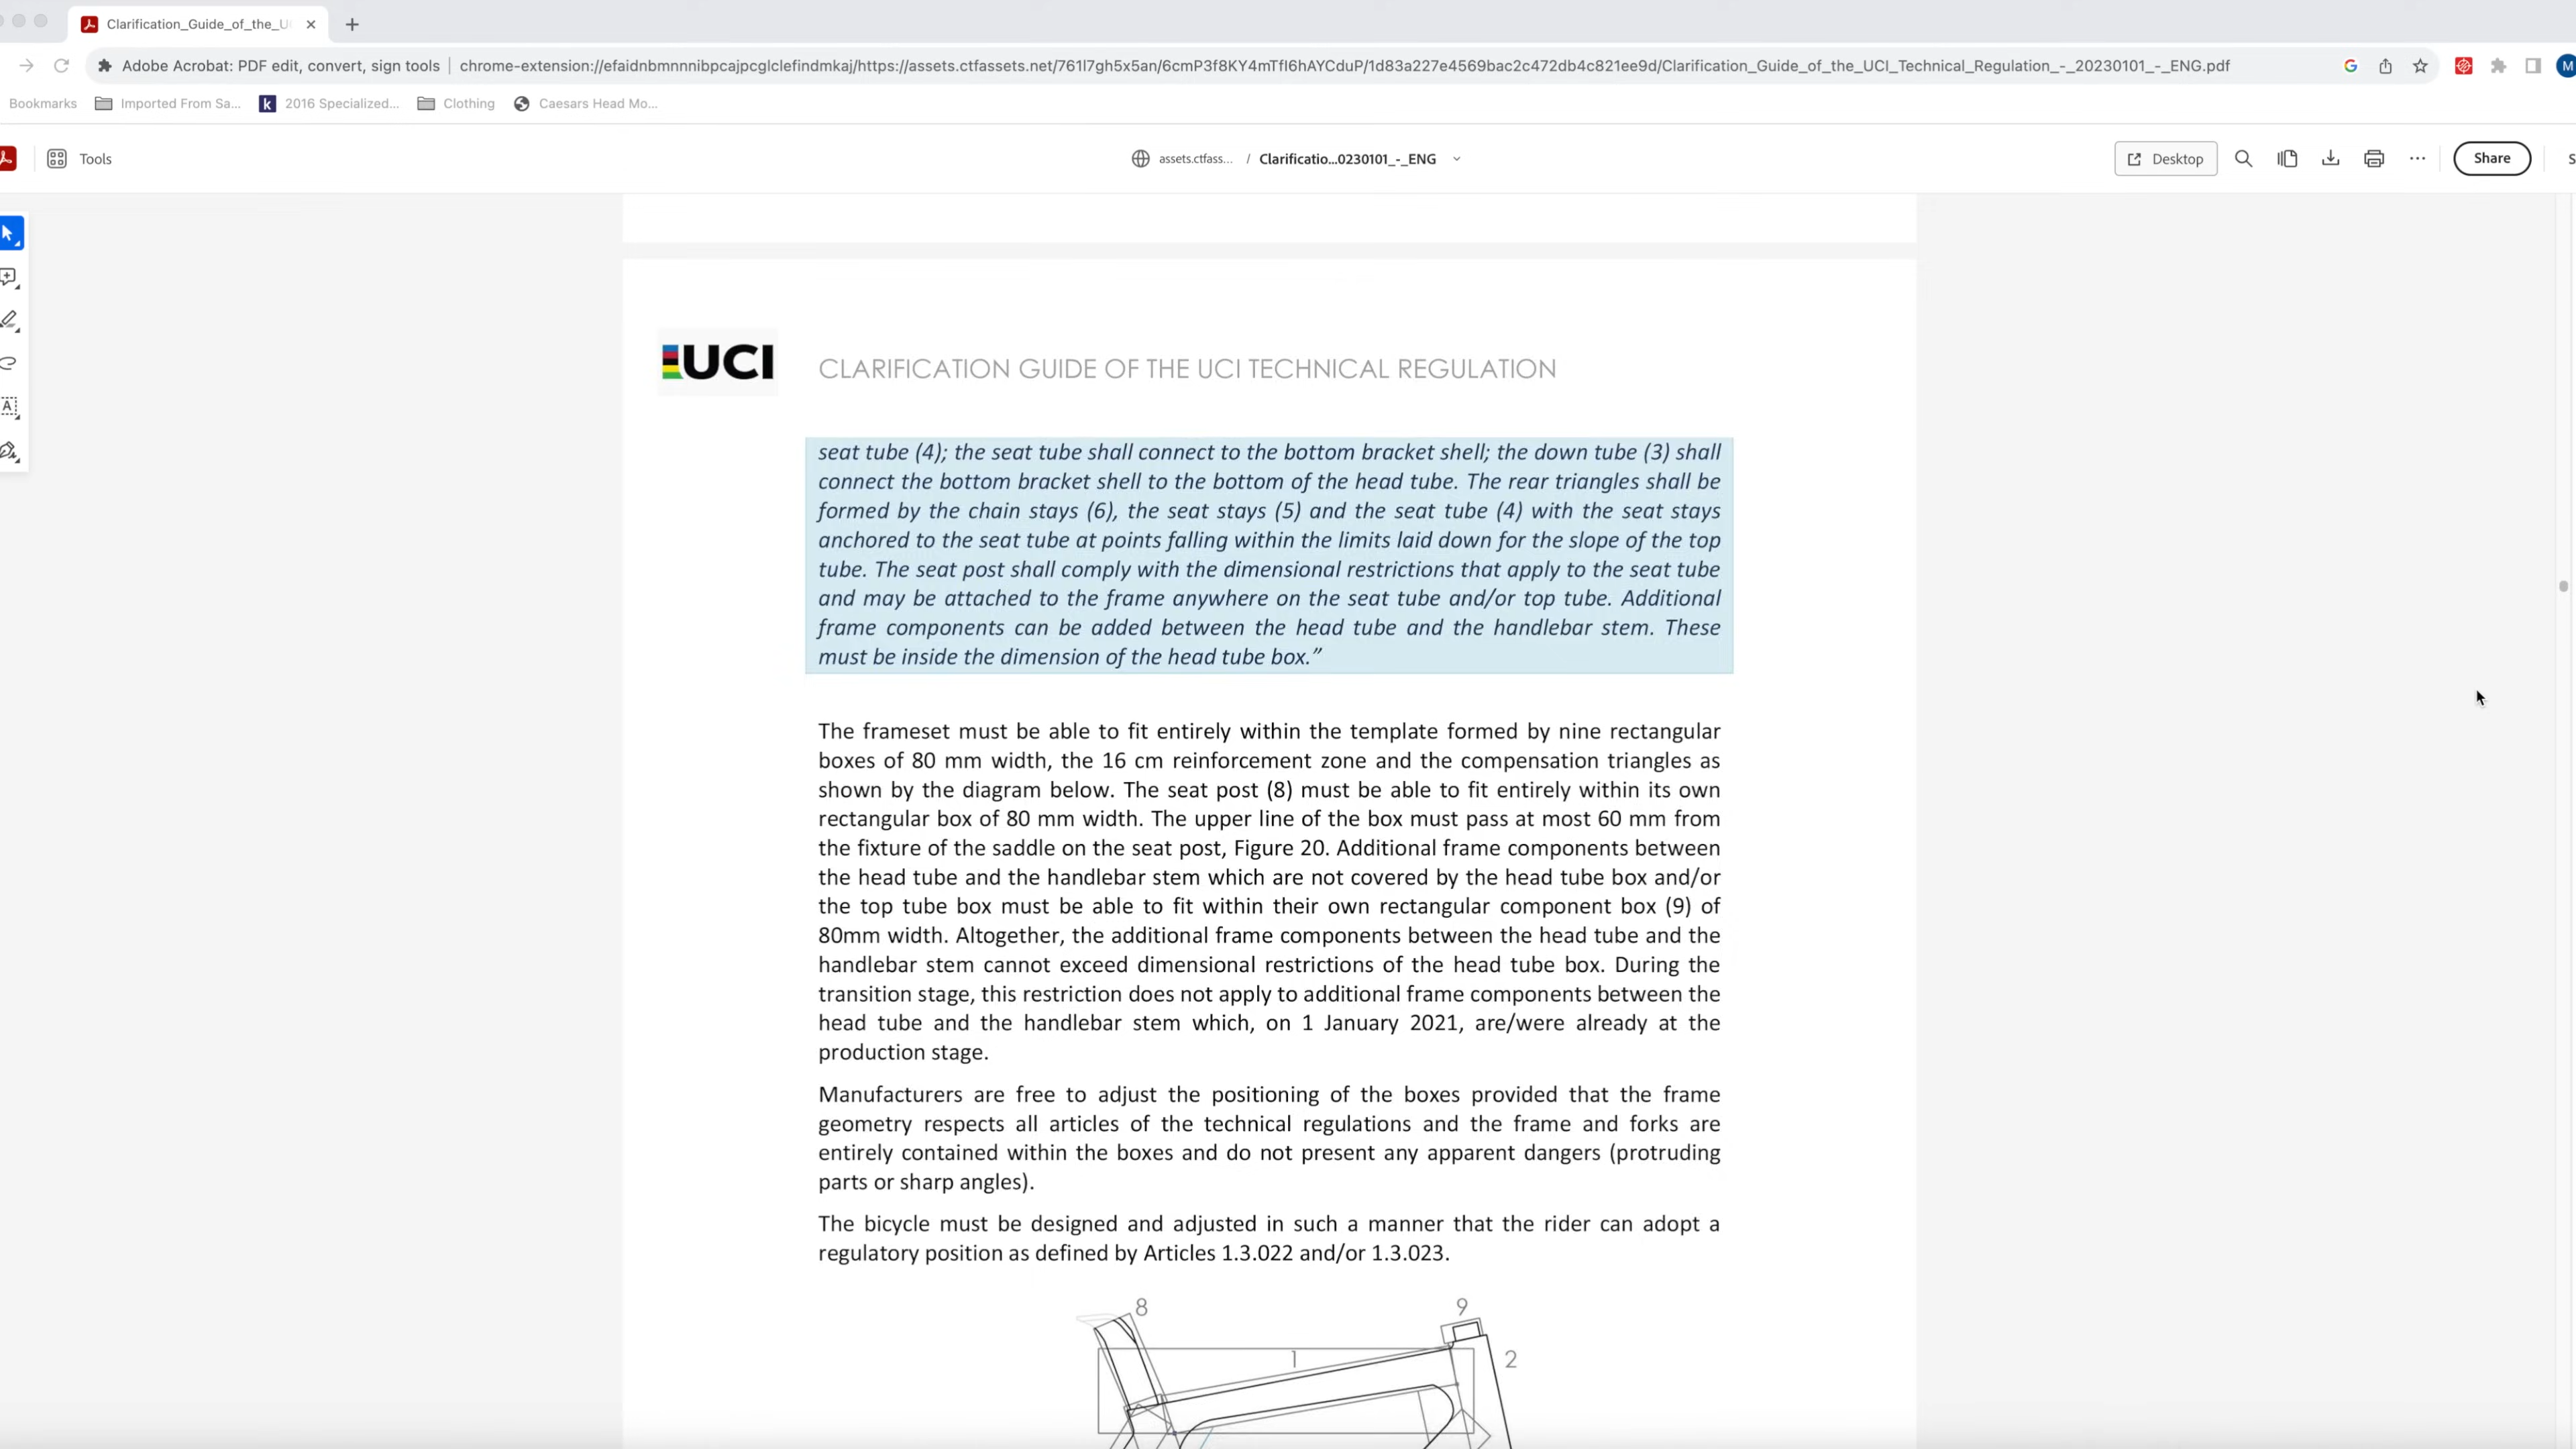 Clarification_Guide_of_the_U
Adobe Acrobat: PDF edit, convert, sign tools
chrome-extension://efaidnbmnnnibpcajpcglclefindmkaj/https://assets.ctfassets.net/761l7gh5x5an/6cmP3f8KY4mTfl6hAYCduP/1d83a227e4569bac2c472db4c821ee9d/Clarification_Guide_of_the_UCI_Technical_Regulation_-_20230101_-_ENG.pdf
M
Bookmarks
Imported From Sa...
k
2016 Specialized...
Clothing
Caesars Head Mo...
Tools
assets.ctfass... / Clarificatio...0230101_-_ENG
Desktop
Share
S
UCI
CLARIFICATION GUIDE OF THE UCI TECHNICAL REGULATION
seat tube (4); the seat tube shall connect to the bottom bracket shell; the down tube (3) shall
connect the bottom bracket shell to the bottom of the head tube. The rear triangles shall be
formed by the chain stays (6), the seat stays (5) and the seat tube (4) with the seat stays
anchored to the seat tube at points falling within the limits laid down for the slope of the top
tube. The seat post shall comply with the dimensional restrictions that apply to the seat tube
and may be attached to the frame anywhere on the seat tube and/or top tube. Additional
frame components can be added between the head tube and the handlebar stem. These
must be inside the dimension of the head tube box.”
The frameset must be able to fit entirely within the template formed by nine rectangular
boxes of 80 mm width, the 16 cm reinforcement zone and the compensation triangles as
shown by the diagram below. The seat post (8) must be able to fit entirely within its own
rectangular box of 80 mm width. The upper line of the box must pass at most 60 mm from
the fixture of the saddle on the seat post, Figure 20. Additional frame components between
the head tube and the handlebar stem which are not covered by the head tube box and/or
the top tube box must be able to fit within their own rectangular component box (9) of
80mm width. Altogether, the additional frame components between the head tube and the
handlebar stem cannot exceed dimensional restrictions of the head tube box. During the
transition stage, this restriction does not apply to additional frame components between the
head tube and the handlebar stem which, on 1 January 2021, are/were already at the
production stage.
Manufacturers are free to adjust the positioning of the boxes provided that the frame
geometry respects all articles of the technical regulations and the frame and forks are
entirely contained within the boxes and do not present any apparent dangers (protruding
parts or sharp angles).
The bicycle must be designed and adjusted in such a manner that the rider can adopt a
regulatory position as defined by Articles 1.3.022 and/or 1.3.023.
8
9
1
2